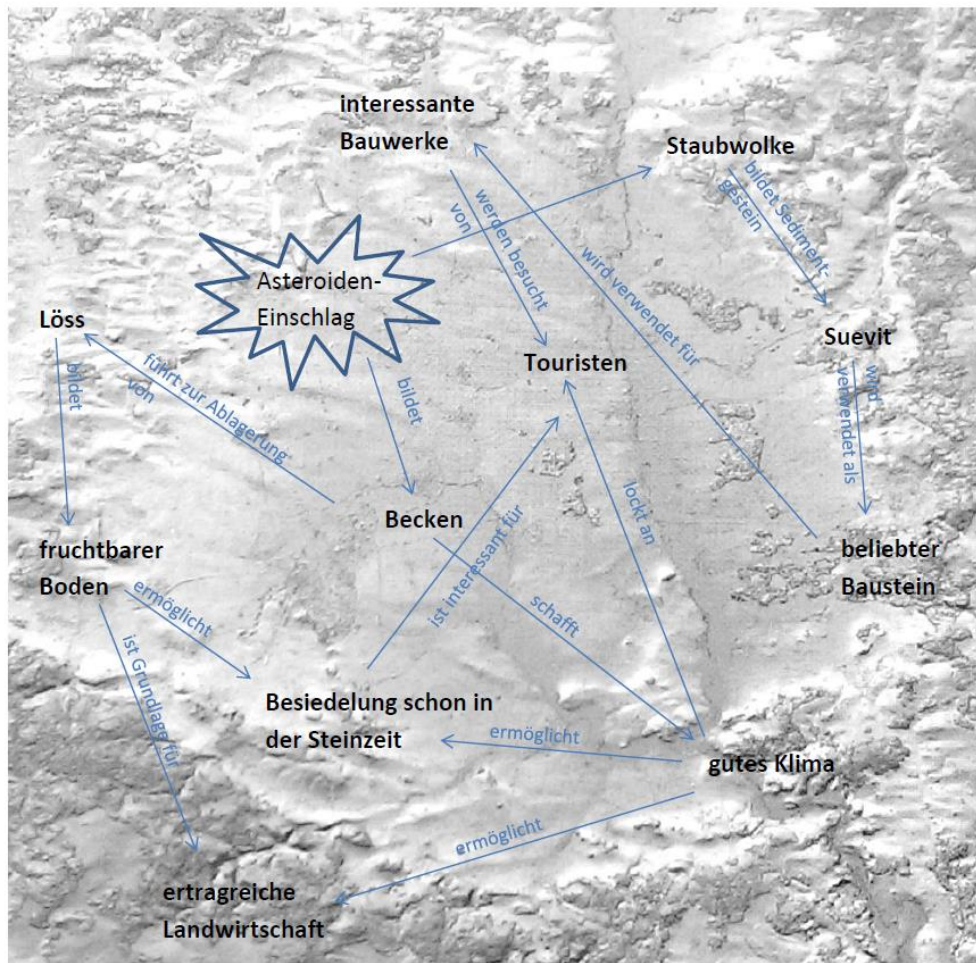 interessante
Bauwerke
Staubwolke
bildet Sediment-
gestein
werden besucht
von
wird verwendet für
Asteroiden-
Einschlag
Löss
Suevit
Touristen
bildet
führt zur Ablagerung
von
bildet
wird
verwendet als
Becken
lockt an
fruchtbarer
Boden
beliebter
Baustein
ermöglicht
ist interessant für
schafft
ist Grundlage für
Besiedelung schon in
der Steinzeit
ermöglicht
gutes Klima
ermöglicht
ertragreiche
Landwirtschaft